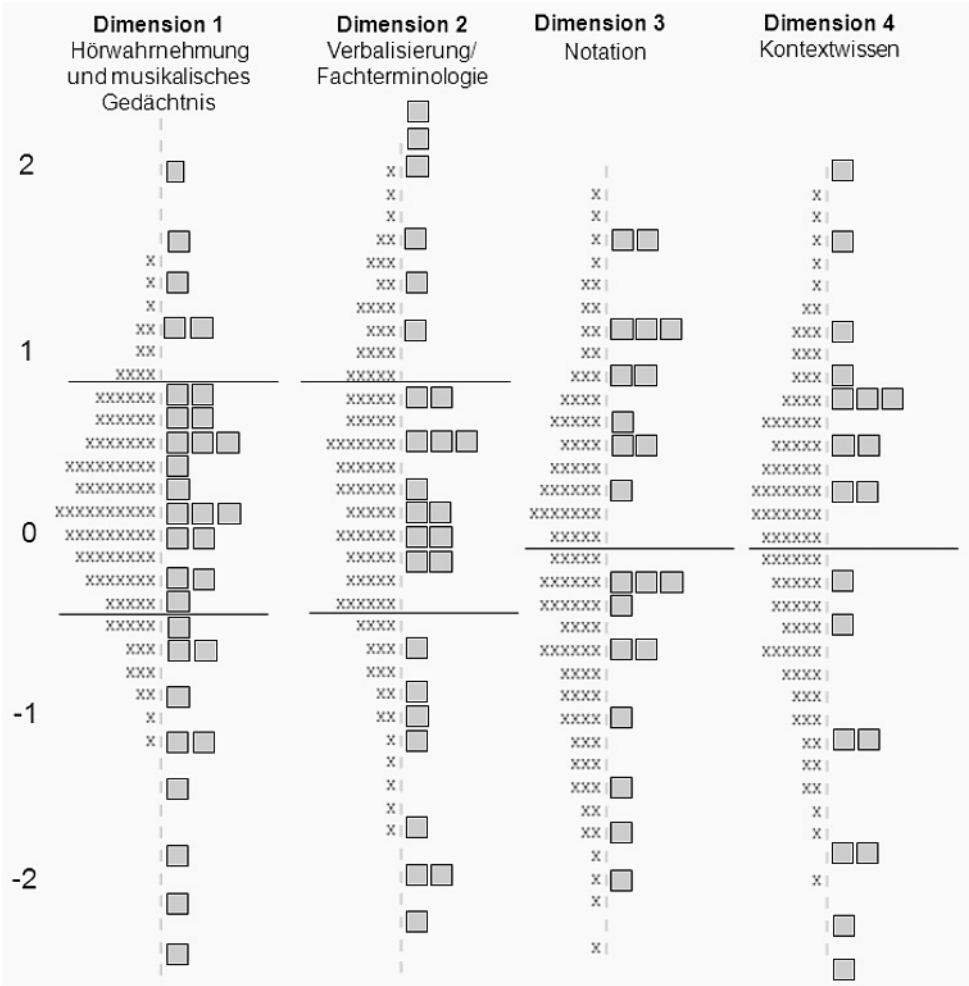 Dimension 1
Hörwahrnehmung
und musikalisches
Gedächtnis
Dimension 2
Verbalisierung/
Fachterminologie
Dimension 3
Notation
Dimension 4
Kontextwissen
2
1
0
-1
-2